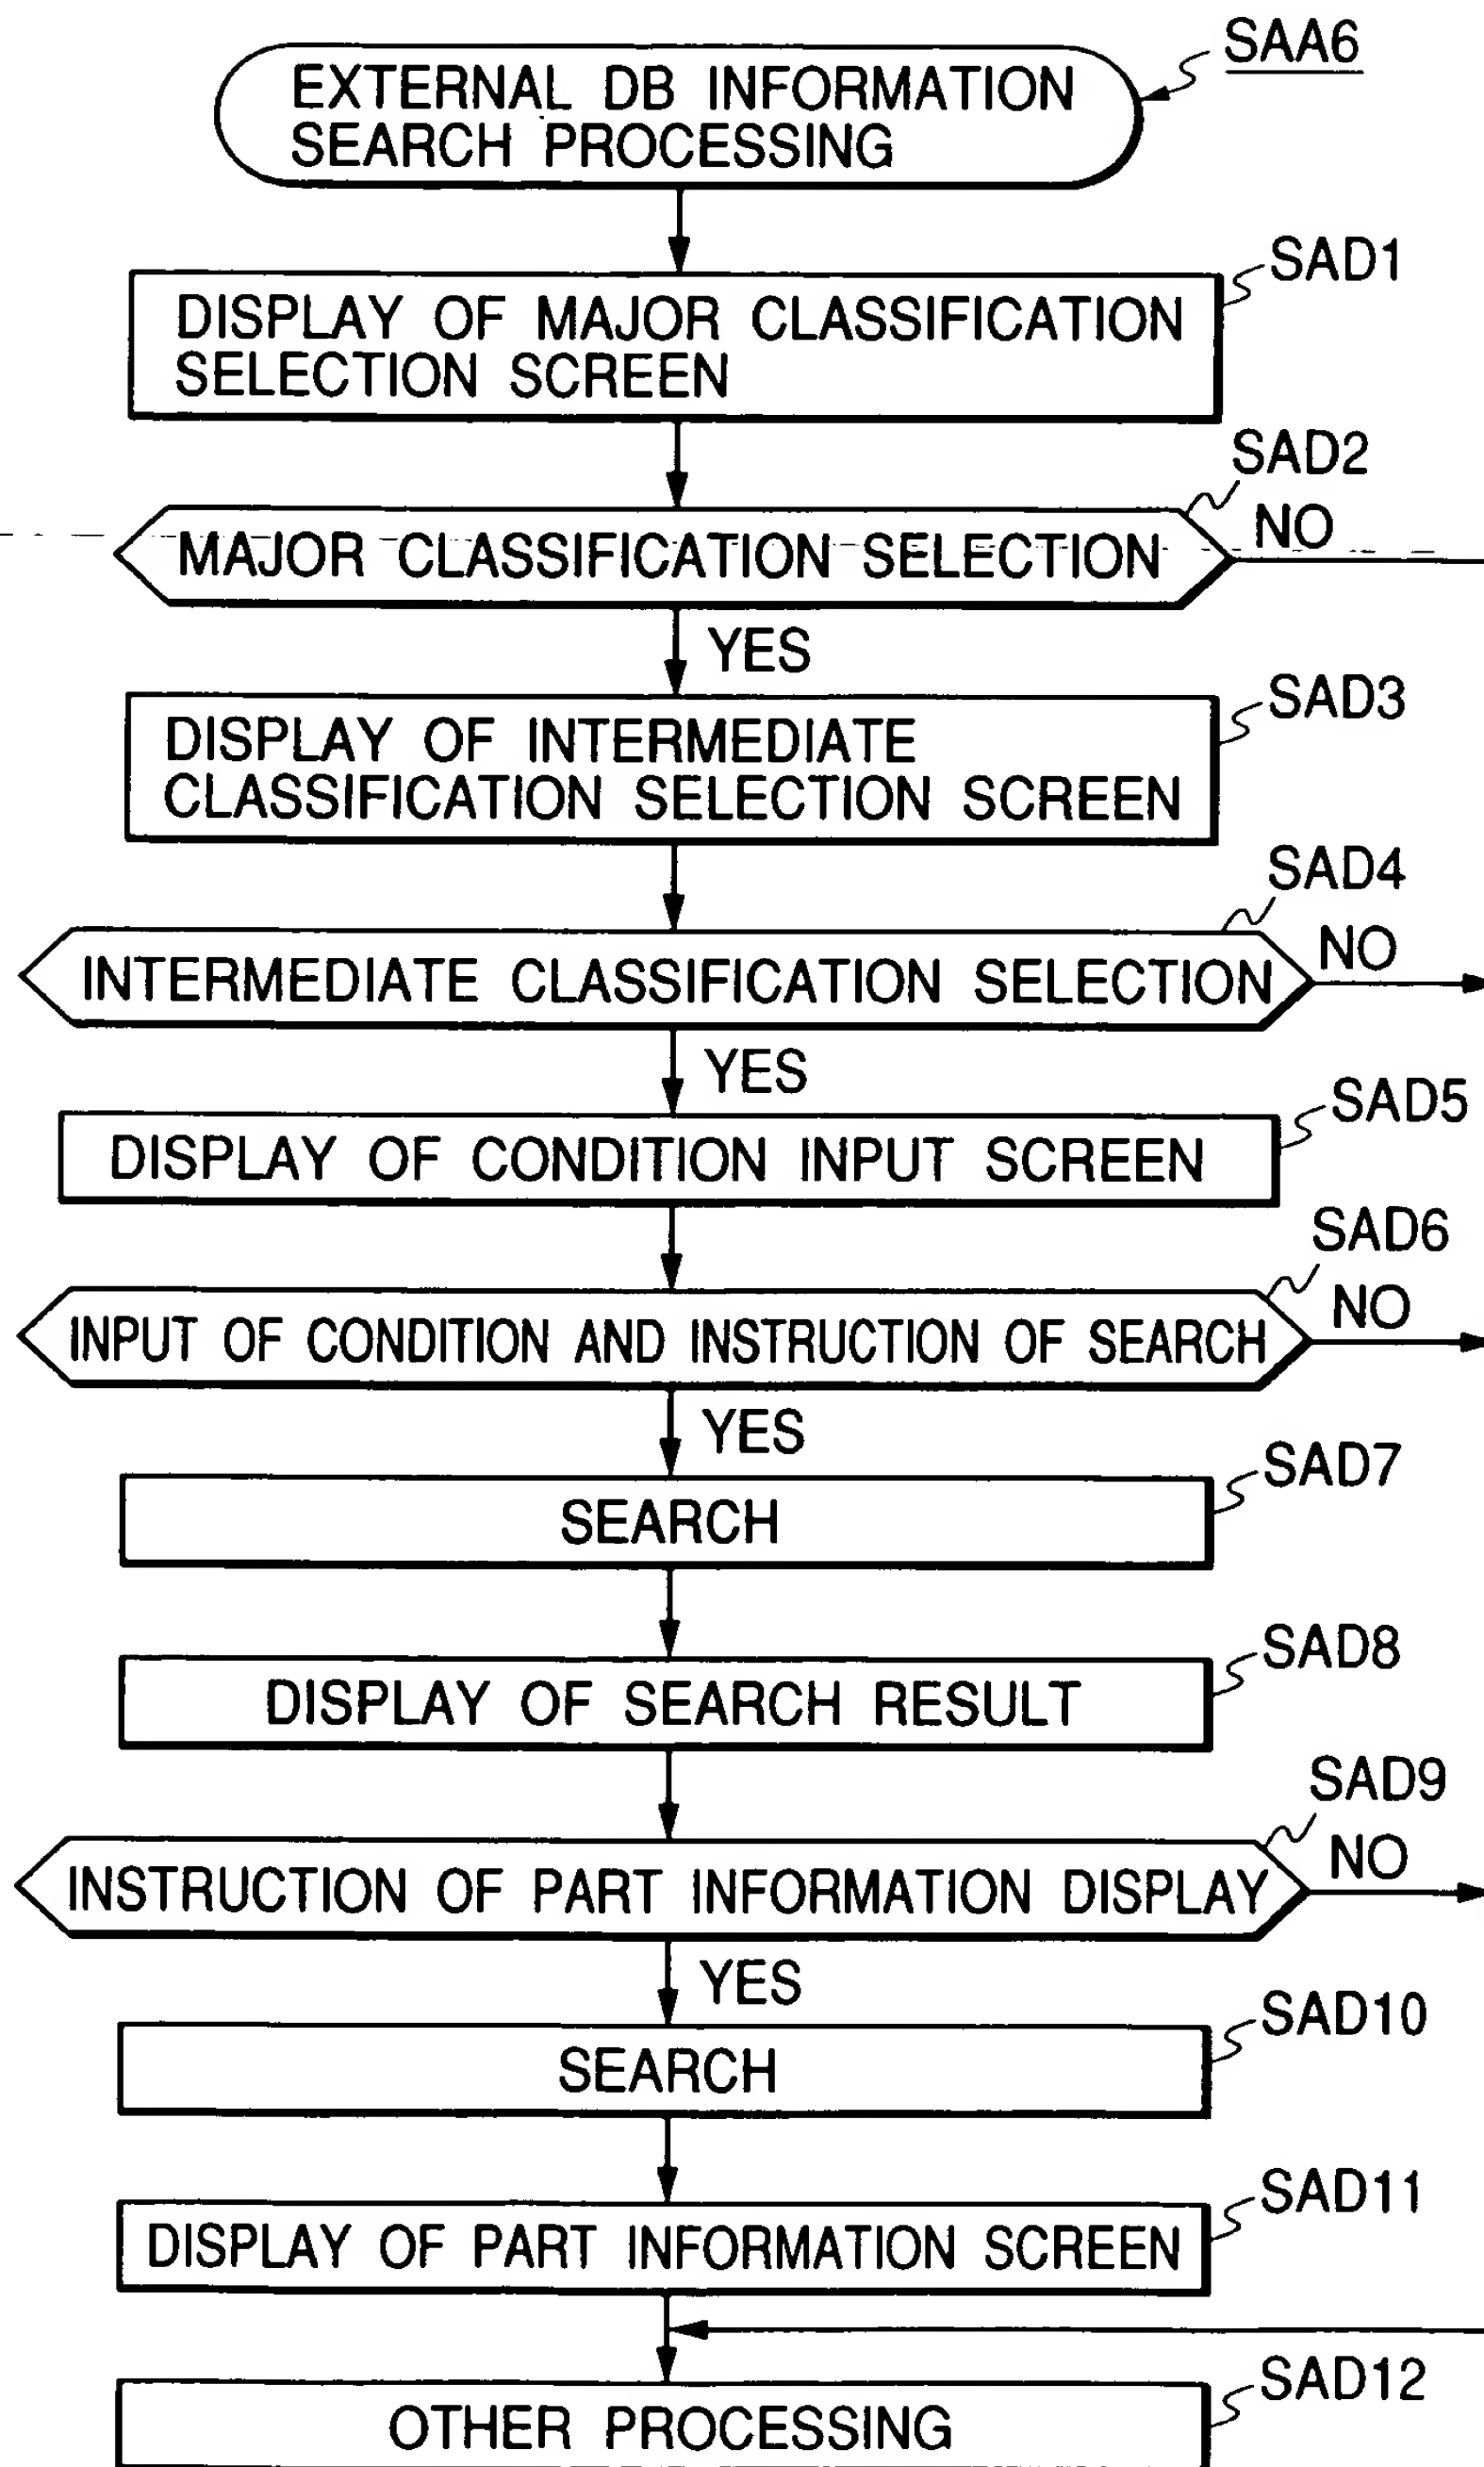 SAA6
EXTERNAL DB INFORMATION
SEARCH PROCESSING
SAD1
DISPLAY OF MAJOR CLASSIFICATION
SELECTION SCREEN
SAD2
MAJOR CLASSIFICATION SELECTION
NO
YES
SAD3
DISPLAY OF INTERMEDIATE
CLASSIFICATION SELECTION SCREEN
SAD4
INTERMEDIATE CLASSIFICATION SELECTION
NO
YES
SAD5
DISPLAY OF CONDITION INPUT SCREEN
SAD6
INPUT OF CONDITION AND INSTRUCTION OF SEARCH
NO
YES
SAD7
SEARCH
SAD8
DISPLAY OF SEARCH RESULT
SAD9
INSTRUCTION OF PART INFORMATION DISPLAY
NO
YES
SAD10
SEARCH
SAD11
DISPLAY OF PART INFORMATION SCREEN
SAD12
OTHER PROCESSING